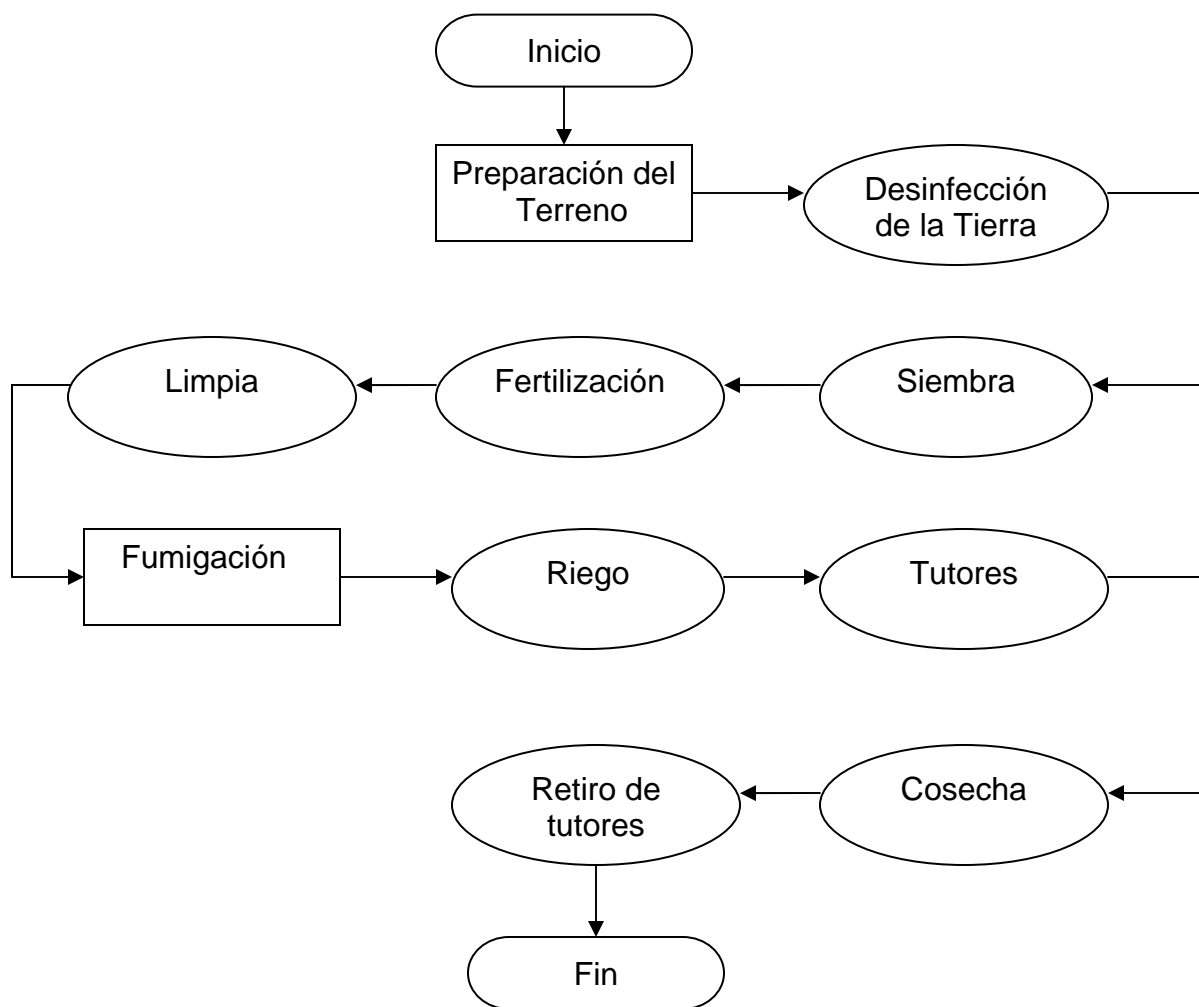 Inicio
Preparación del
Terreno
Desinfección
de la Tierra
Limpia
Fertilización
Siembra
Fumigación
Riego
Tutores
Retiro de
tutores
Cosecha
Fin